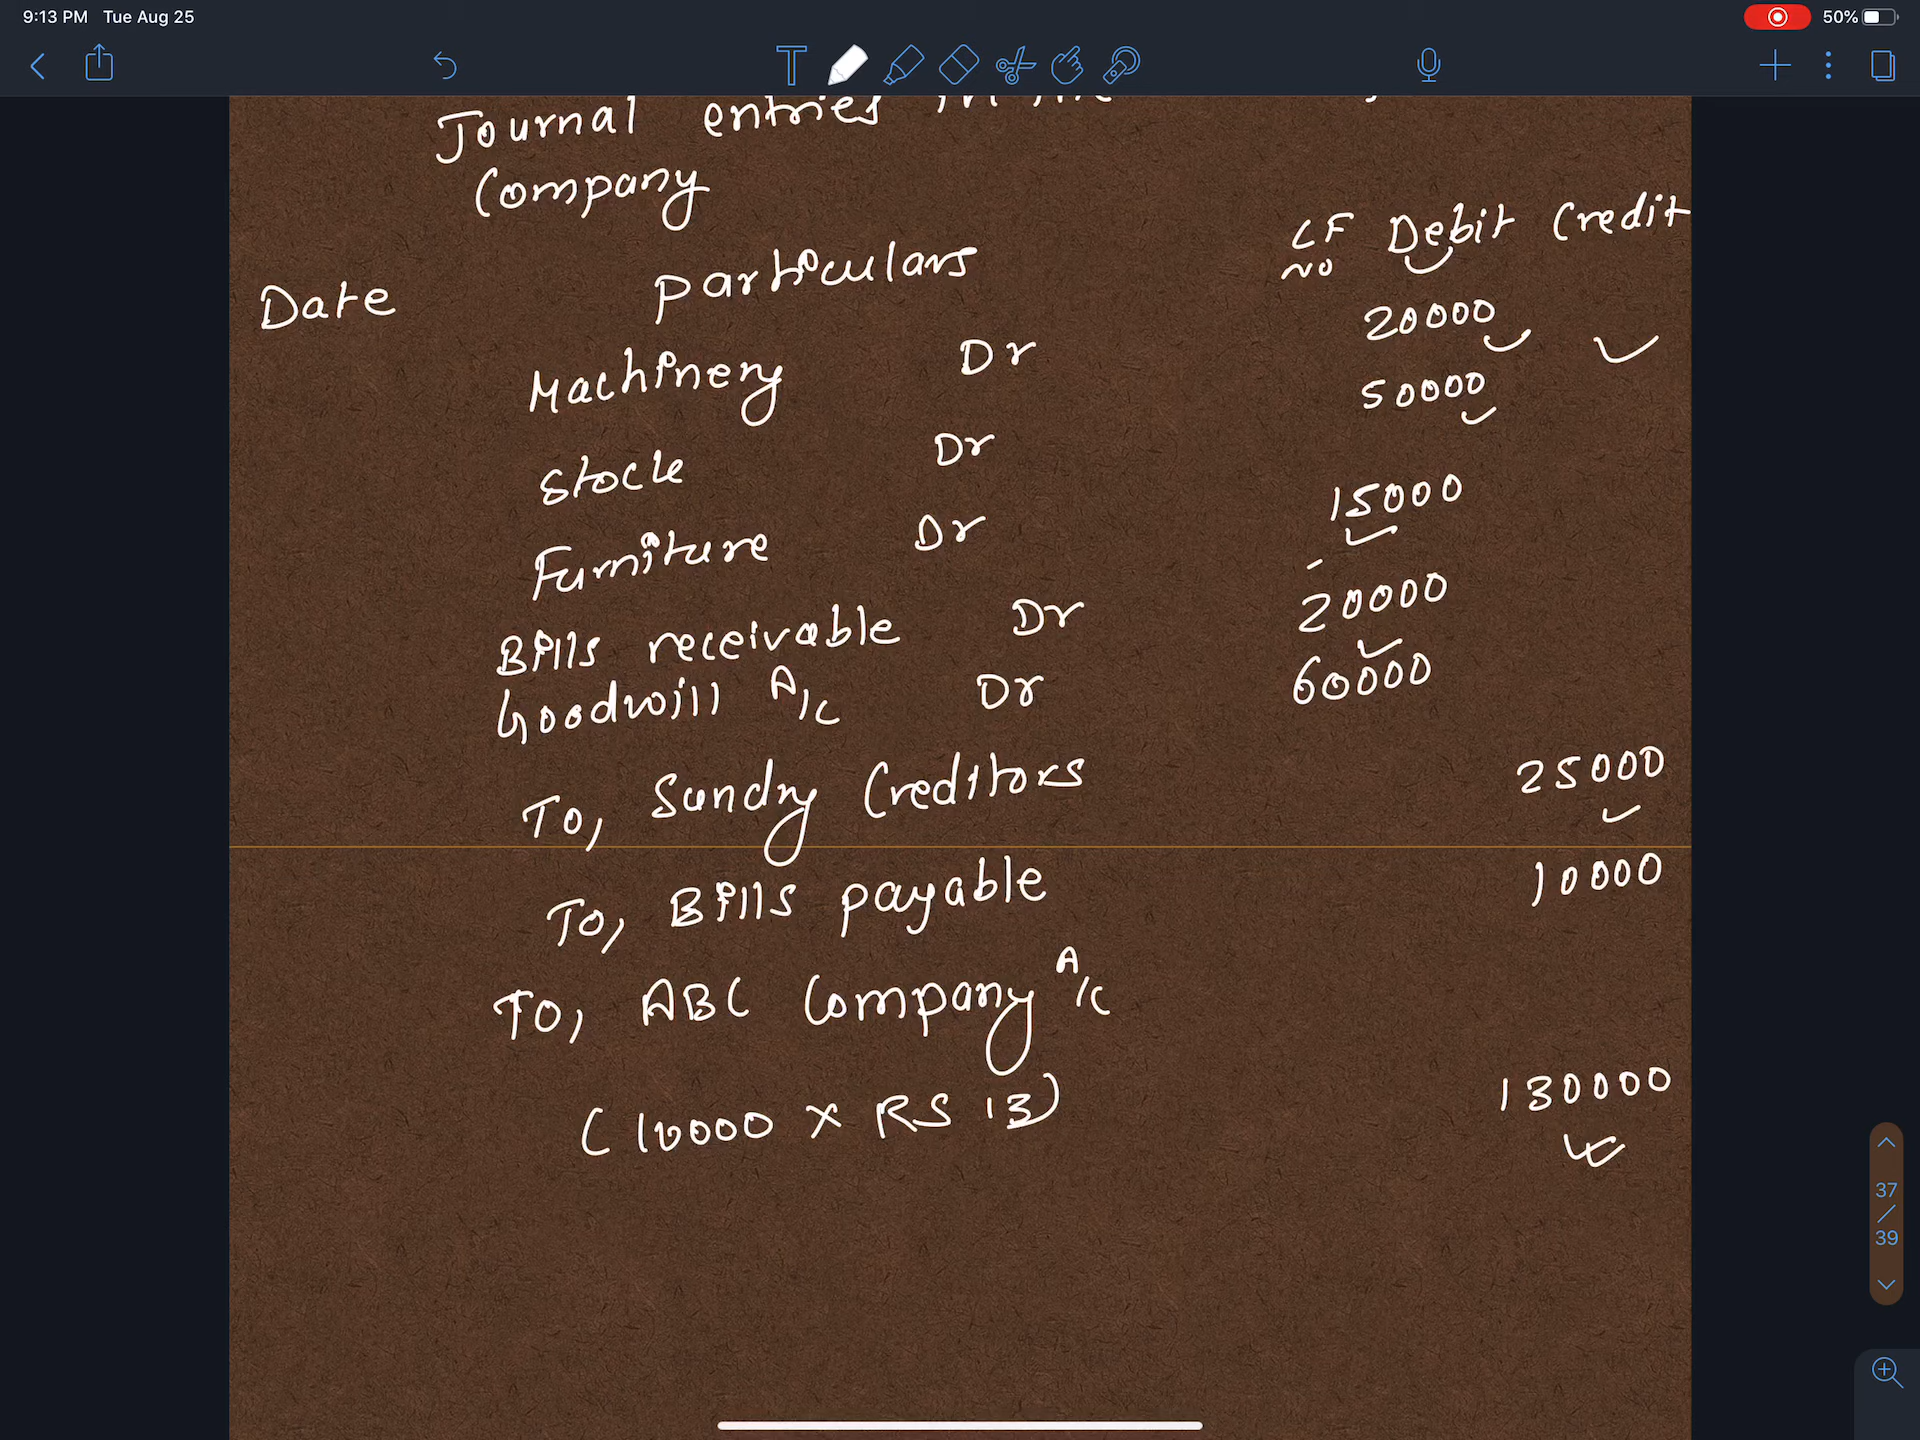 9:13 PM Tue Aug 25
50%
Journal entries in the
Company
Date Particulars LF No Debit Credit
Machinery Dr 20000
Stock Dr 50000
Furniture Dr 15000
Bills receivable Dr 20000
Goodwill A/c Dr 60000
To, Sundry Creditors 25000
To, Bills payable 10000
To, ABC Company A/c
(10000 X RS 13) 130000
37
/
39